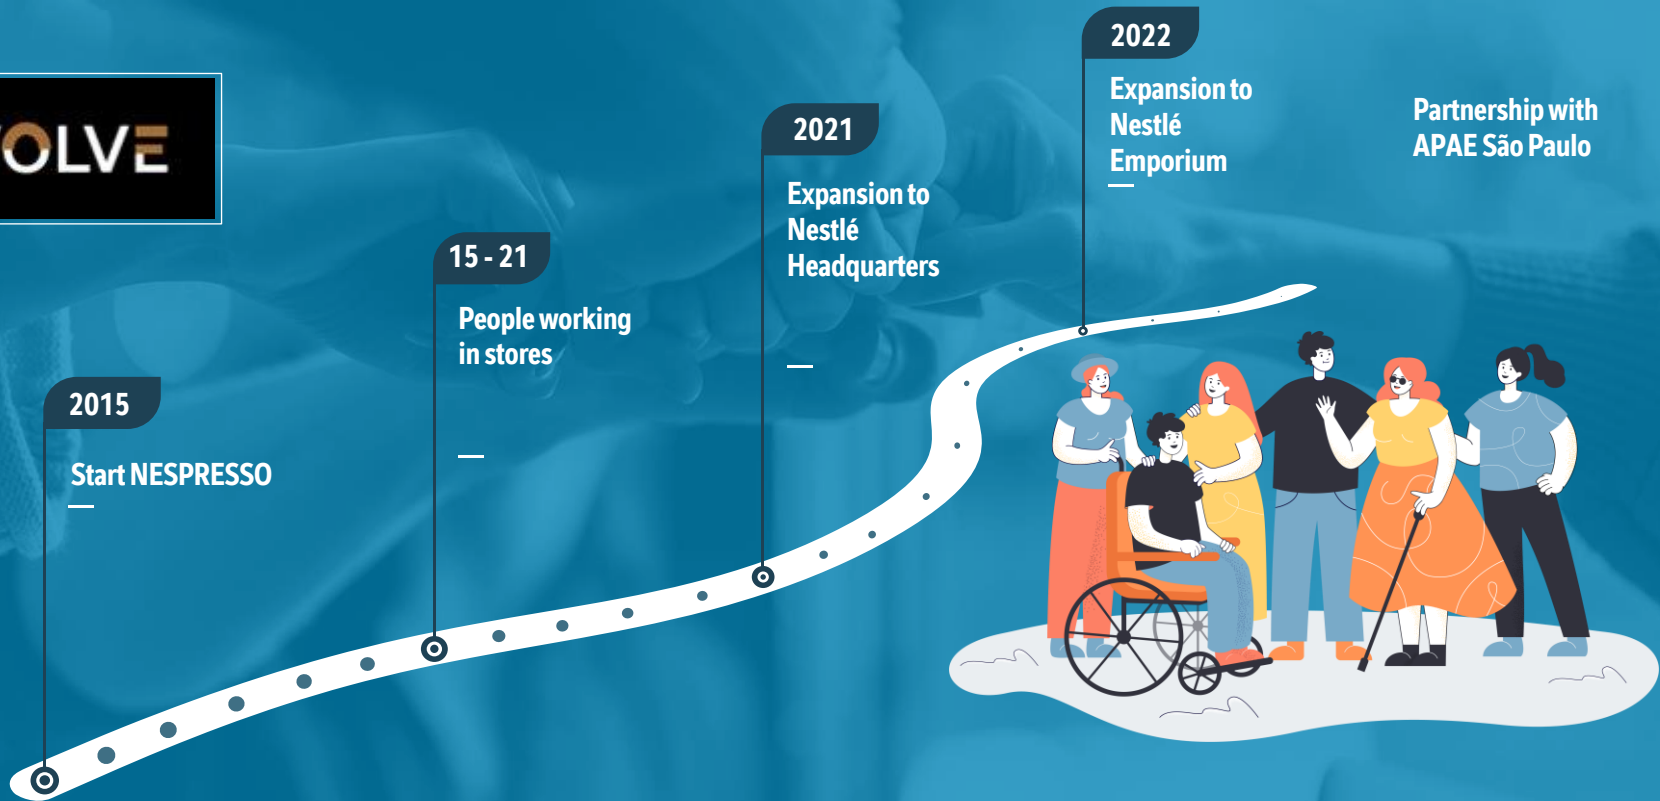 OLVE
2015
Start NESPRESSO
15 - 21
People working
in stores
2021
Expansion to
Nestlé
Headquarters
2022
Expansion to
Nestlé
Emporium
Partnership with
APAE São Paulo